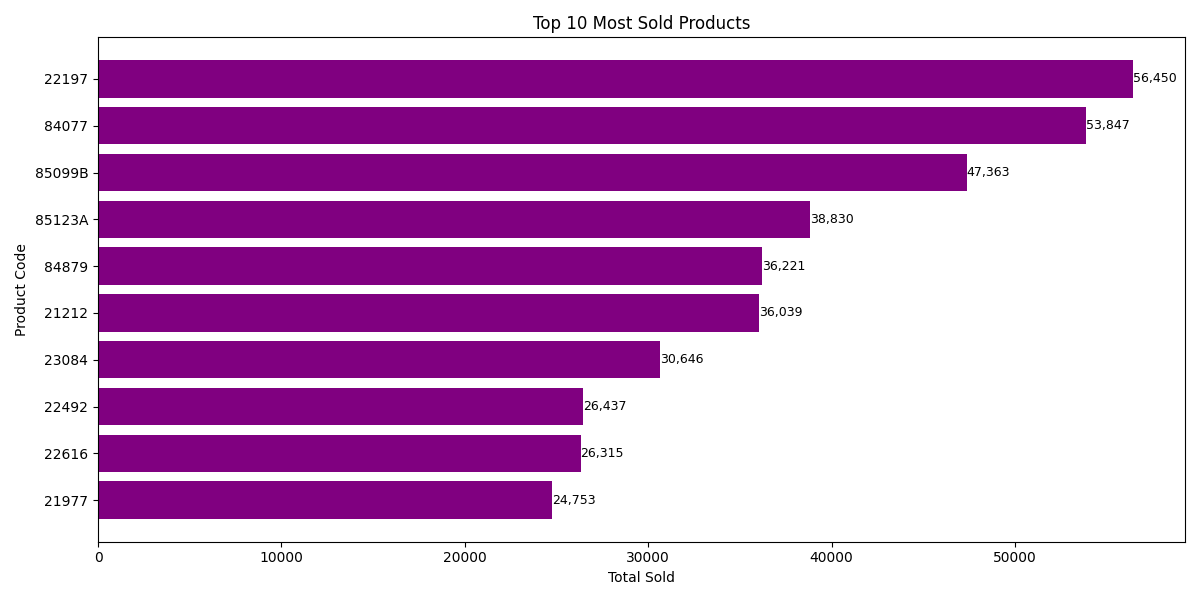 Top 10 Most Sold Products
Product Code
22197 56,450
84077 53,847
85099B 47,363
85123A 38,830
84879 36,221
21212 36,039
23084 30,646
22492 26,437
22616 26,315
21977 24,753
0 10000 20000 30000 40000 50000
Total Sold